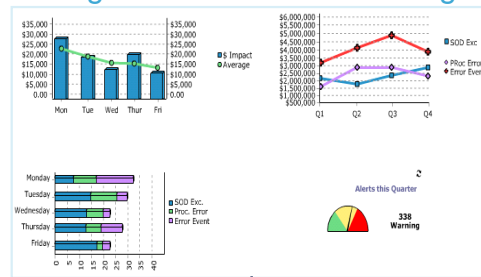 $35,000
$30,000
$25,000
$20,000
$15,000
$10,000
$5,000
0.00
Mon Tue Wed Thur Fri
$35,000
$30,000
$25,000
$20,000
$15,000
$10,000
$5,000
0.00
$ Impact
Average
$6,000,000
$5,500,000
$5,000,000
$4,500,000
$4,000,000
$3,500,000
$3,000,000
$2,500,000
$2,000,000
$1,500,000
$1,000,000
$500,000
Q1 Q2 Q3 Q4
SOD Exc
PRoc Error
Error Event
Monday
Tuesday
Wednesday
Thursday
Friday
0 5 10 15 20 25 30 35 40
SOD Exc.
Proc. Error
Error Event
Alerts this Quarter
338
Warning